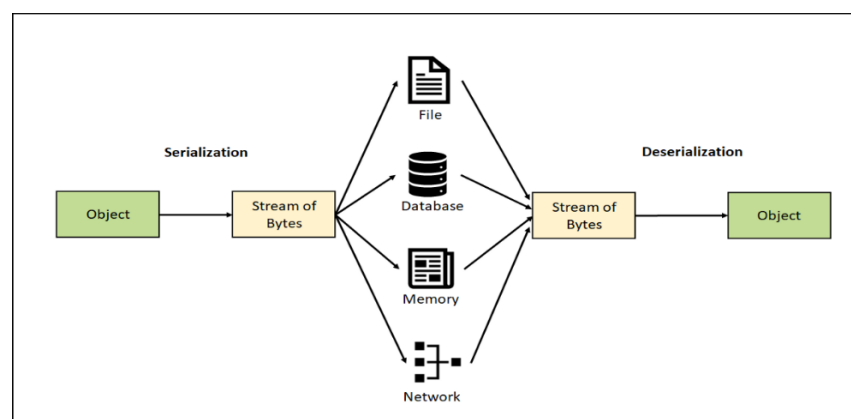 File
Serialization
Deserialization
Object
Stream of
Bytes
Database
Stream of
Bytes
Object
Memory
Network